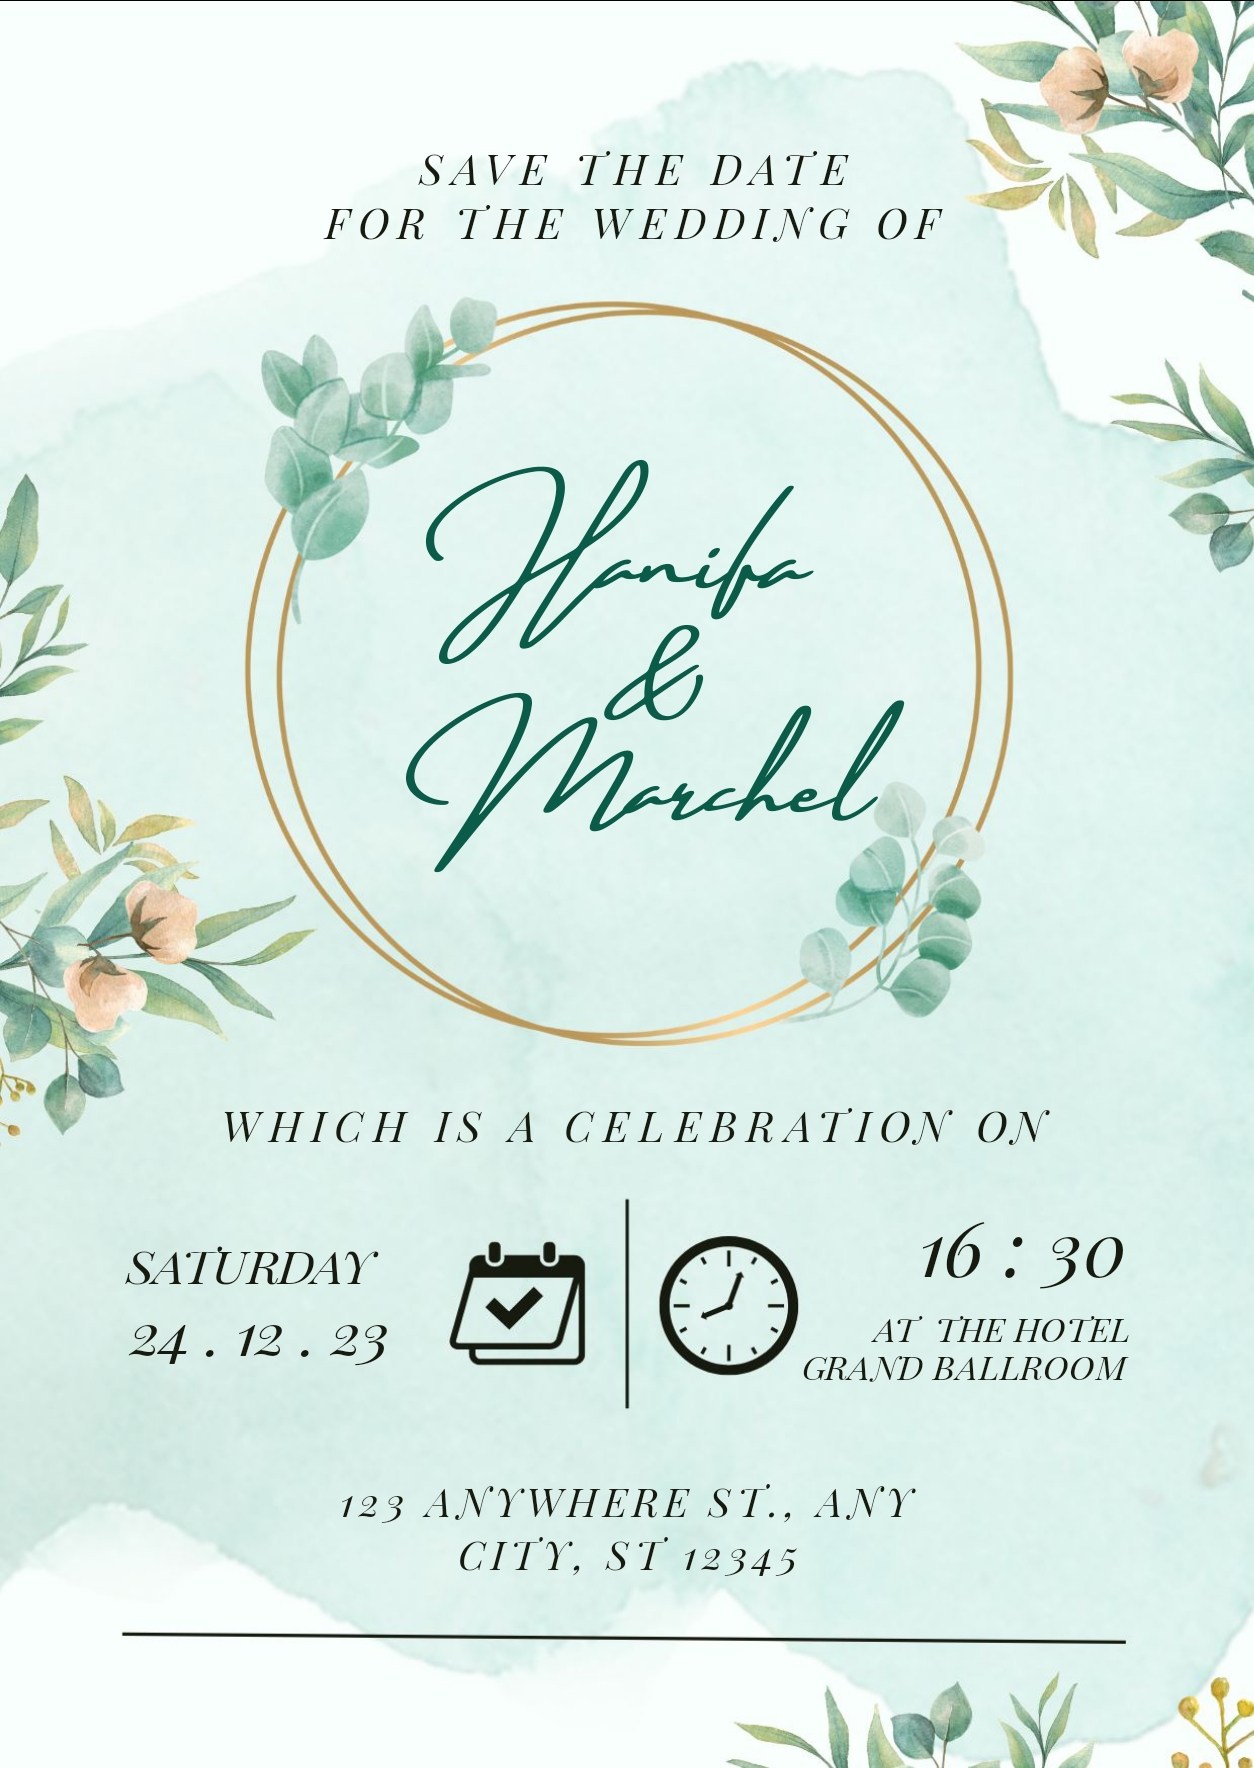 SAVE THE DATE
FOR THE WEDDING OF
Hanifa
&
Marchel
WHICH IS A CELEBRATION ON
SATURDAY
24 . 12 . 23
16 : 30
AT THE HOTEL
GRAND BALLROOM
123 ANYWHERE ST., ANY
CITY, ST 12345